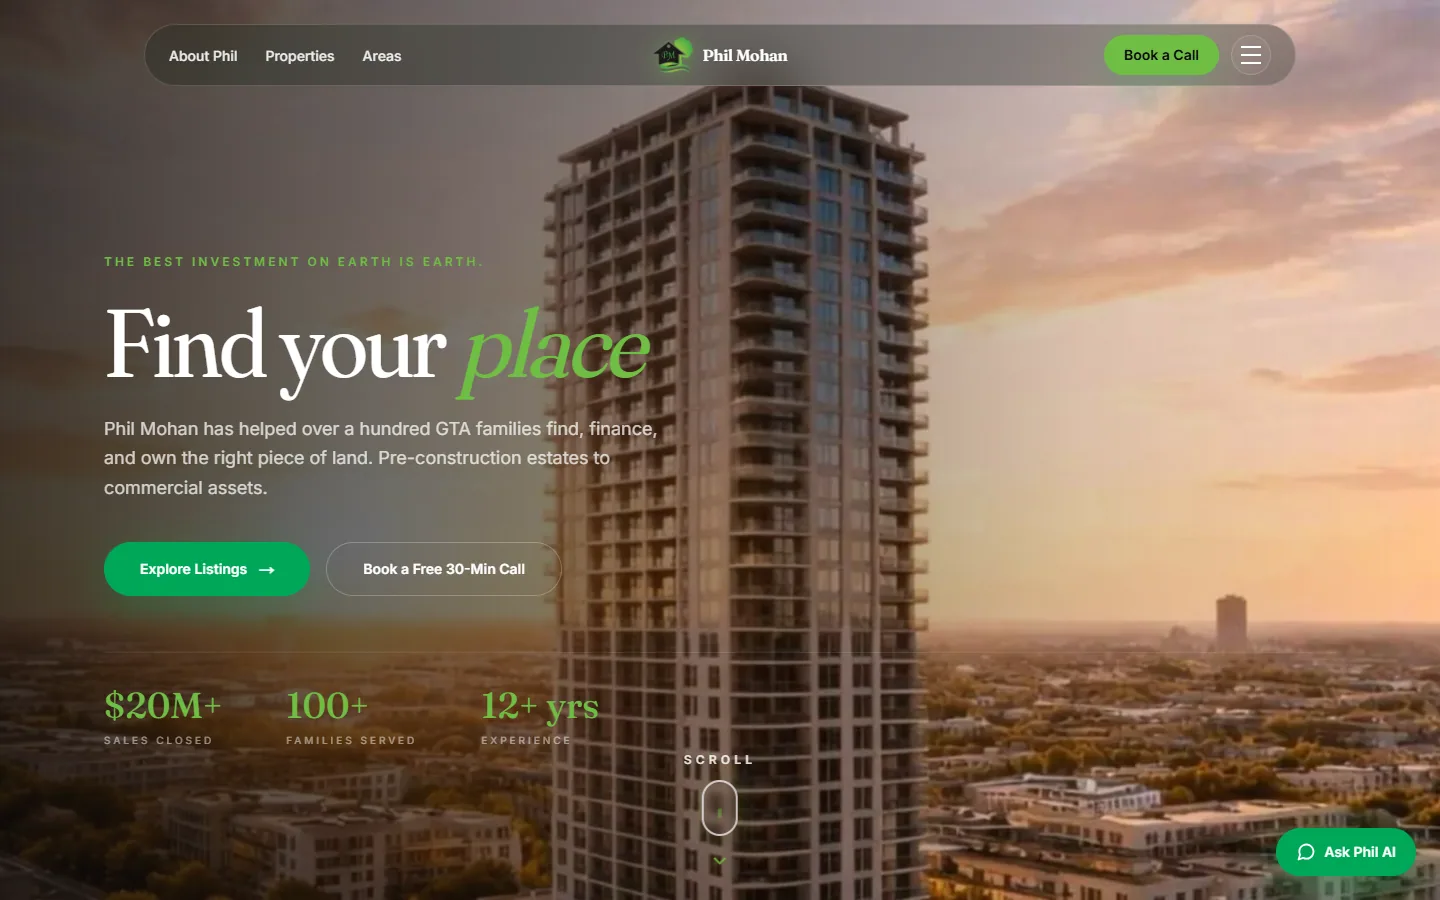 About Phil
Properties
Areas
PM
Phil Mohan
Book a Call
THE BEST INVESTMENT ON EARTH IS EARTH.
Find your place
Phil Mohan has helped over a hundred GTA families find, finance,
and own the right piece of land. Pre-construction estates to
commercial assets.
Explore Listings →
Book a Free 30-Min Call
$20M+
SALES CLOSED
100+
FAMILIES SERVED
12+ yrs
EXPERIENCE
SCROLL
Ask Phil AI